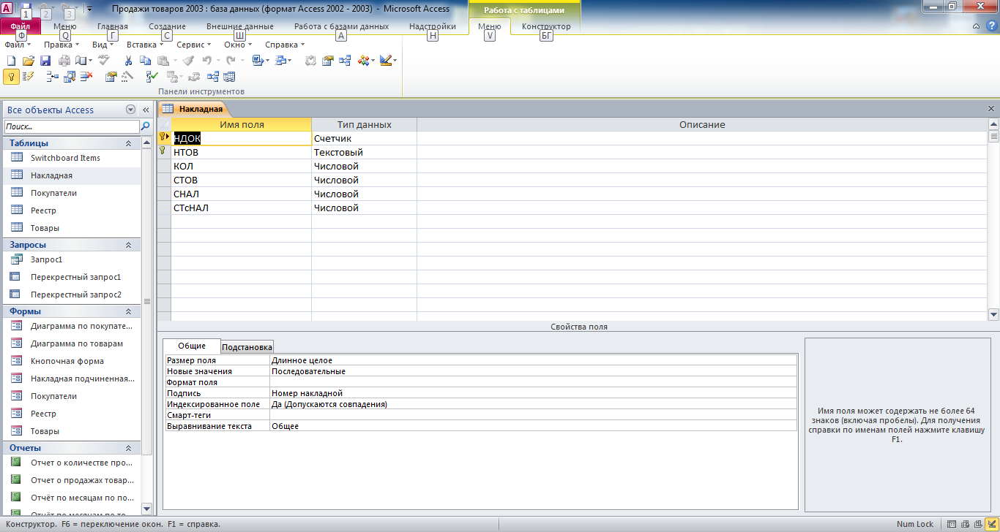 Продажи товаров 2003 : база данных (формат Access 2002 - 2003) - Microsoft Access
Работа с таблицами
1 2 3
Файл Меню Главная Создание Внешние данные Работа с базами данных Надстройки Меню Конструктор
Ф Q Г С Ш А Н V БГ
Файл Правка Вид Вставка Сервис Окно Справка
Панели инструментов
Все объекты Access
Поиск...
Таблицы
Switchboard Items
Накладная
Покупатели
Реестр
Товары
Запросы
Запрос1
Перекрестный запрос1
Перекрестный запрос2
Формы
Диаграмма по покупате...
Диаграмма по товарам
Кнопочная форма
Накладная подчиненная...
Покупатели
Реестр
Товары
Отчеты
Отчет о количестве про...
Отчет о продажах товар...
Отчёт по месяцам по по...
Отчёт по месяцам по то...
Накладная
Имя поля Тип данных Описание
НДОК Счетчик
НТОВ Текстовый
КОЛ Числовой
СТОВ Числовой
СНАЛ Числовой
СТсНАЛ Числовой
Свойства поля
Общие Подстановка
Размер поля Длинное целое
Новые значения Последовательные
Формат поля
Подпись Номер накладной
Индексированное поле Да (Допускаются совпадения)
Смарт-теги
Выравнивание текста Общее
Имя поля может содержать не более 64
знаков (включая пробелы). Для получения
справки по именам полей нажмите клавишу
F1.
Конструктор. F6 = переключение окон. F1 = справка.
Num Lock